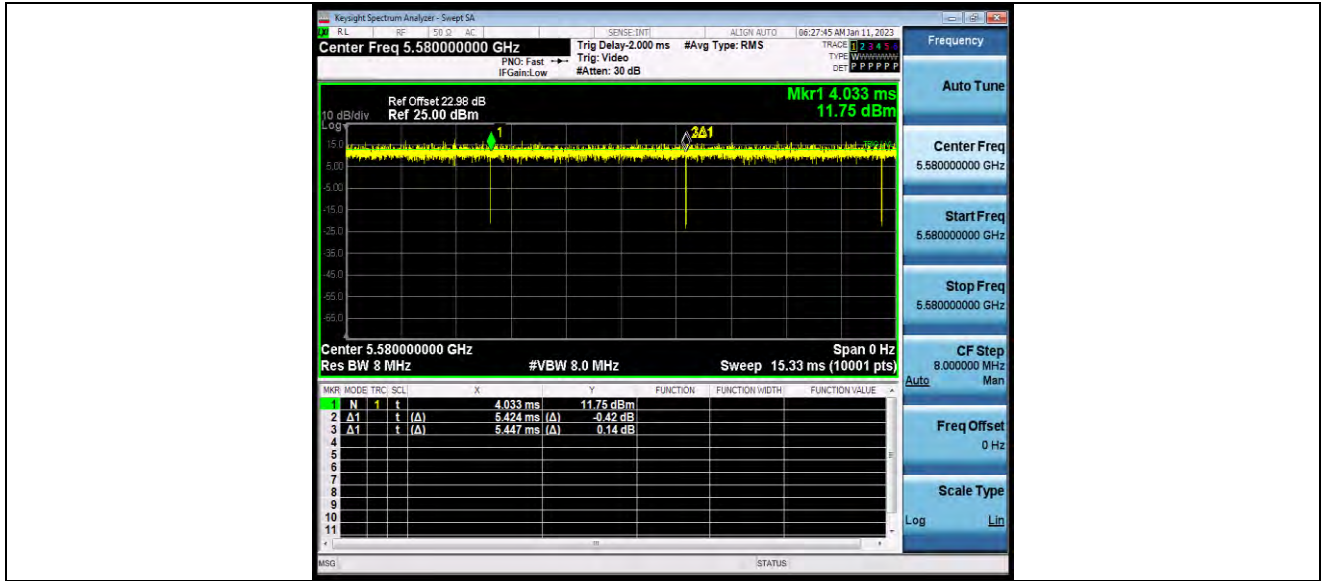 Keysight Spectrum Analyzer - Swept SA
RL RF 50 Ω AC SENSE:INT ALIGN AUTO 06:27:45 AM Jan 11, 2023
Center Freq 5.580000000 GHz
PNO: Fast
IFGain:Low
Trig Delay-2.000 ms
Trig: Video
#Atten: 30 dB
#Avg Type: RMS
TRACE 1 2 3 4 5 6
TYPE WWWWWW
DET P P P P P P
Mkr1 4.033 ms
11.75 dBm
Ref Offset 22.98 dB
10 dB/div Ref 25.00 dBm
Log
1
3Δ1
15.0
5.00
-5.00
-15.0
-25.0
-35.0
-45.0
-55.0
-65.0
Center 5.580000000 GHz Span 0 Hz
Res BW 8 MHz #VBW 8.0 MHz Sweep 15.33 ms (10001 pts)
MKR MODE TRC SCL X Y FUNCTION FUNCTION WIDTH FUNCTION VALUE
1 N 1 t 4.033 ms 11.75 dBm
2 Δ1 t (Δ) 5.424 ms (Δ) -0.42 dB
3 Δ1 t (Δ) 5.447 ms (Δ) 0.14 dB
4
5
6
7
8
9
10
11
MSG STATUS
Frequency
Auto Tune
Center Freq
5.580000000 GHz
Start Freq
5.580000000 GHz
Stop Freq
5.580000000 GHz
CF Step
8.000000 MHz
Auto Man
Freq Offset
0 Hz
Scale Type
Log Lin